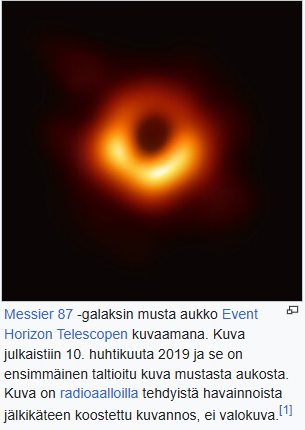 Messier 87 -galaksin musta aukko Event
Horizon Telescopen kuvaamana. Kuva
julkaistiin 10. huhtikuuta 2019 ja se on
ensimmäinen taltioitu kuva mustasta aukosta.
Kuva on radioaalloilla tehdyistä havainnoista
jälkikäteen koostettu kuvannos, ei valokuva.[1]